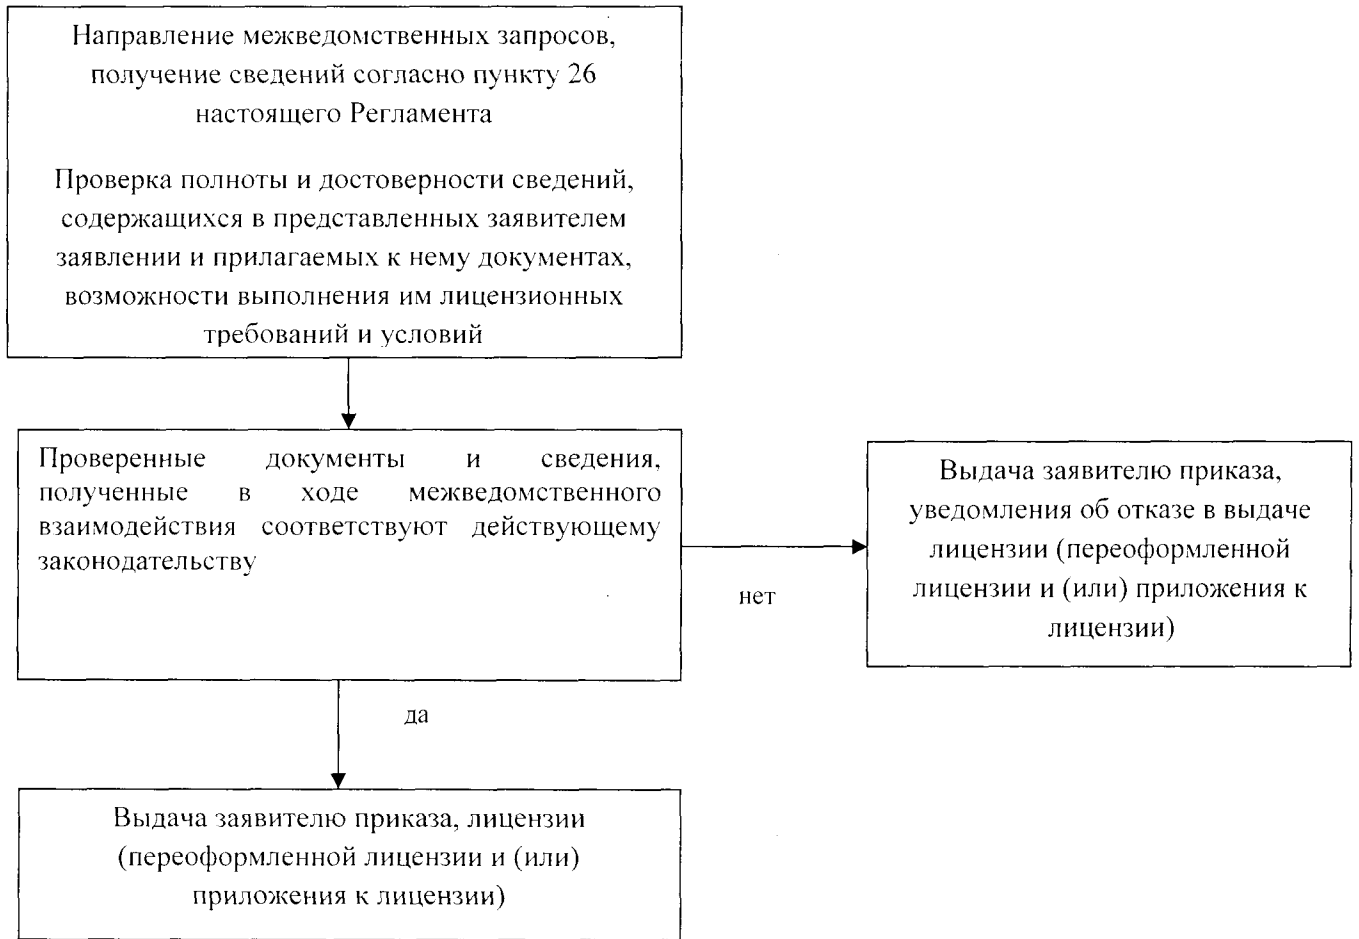 Направление межведомственных запросов,
получение сведений согласно пункту 26
настоящего Регламента
Проверка полноты и достоверности сведений,
содержащихся в представленных заявителем
заявлении и прилагаемых к нему документах,
возможности выполнения им лицензионных
требований и условий
Проверенные документы и сведения,
полученные в ходе межведомственного
взаимодействия соответствуют действующему
законодательству
нет
Выдача заявителю приказа,
уведомления об отказе в выдаче
лицензии (переоформленной
лицензии и (или) приложения к
лицензии)
да
Выдача заявителю приказа, лицензии
(переоформленной лицензии и (или)
приложения к лицензии)